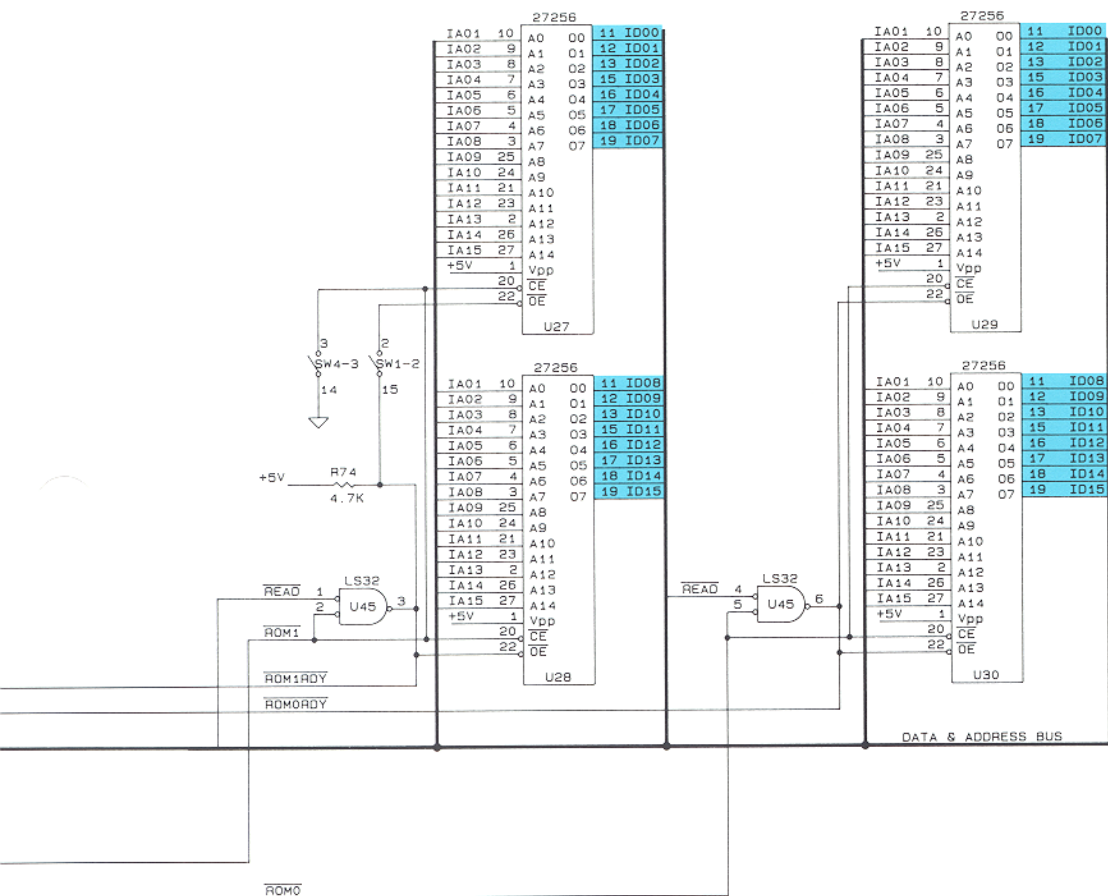 27256
IA01 10 A0 O0 11 ID00
IA02 9 A1 O1 12 ID01
IA03 8 A2 O2 13 ID02
IA04 7 A3 O3 15 ID03
IA05 6 A4 O4 16 ID04
IA06 5 A5 O5 17 ID05
IA07 4 A6 O6 18 ID06
IA08 3 A7 O7 19 ID07
IA09 25 A8
IA10 24 A9
IA11 21 A10
IA12 23 A11
IA13 2 A12
IA14 26 A13
IA15 27 A14
+5V 1 Vpp
20 CE
22 OE
U27
27256
IA01 10 A0 O0 11 ID00
IA02 9 A1 O1 12 ID01
IA03 8 A2 O2 13 ID02
IA04 7 A3 O3 15 ID03
IA05 6 A4 O4 16 ID04
IA06 5 A5 O5 17 ID05
IA07 4 A6 O6 18 ID06
IA08 3 A7 O7 19 ID07
IA09 25 A8
IA10 24 A9
IA11 21 A10
IA12 23 A11
IA13 2 A12
IA14 26 A13
IA15 27 A14
+5V 1 Vpp
20 CE
22 OE
U29
3
SW4-3
14
2
SW1-2
15
+5V R74
4.7K
27256
IA01 10 A0 O0 11 ID08
IA02 9 A1 O1 12 ID09
IA03 8 A2 O2 13 ID10
IA04 7 A3 O3 15 ID11
IA05 6 A4 O4 16 ID12
IA06 5 A5 O5 17 ID13
IA07 4 A6 O6 18 ID14
IA08 3 A7 O7 19 ID15
IA09 25 A8
IA10 24 A9
IA11 21 A10
IA12 23 A11
IA13 2 A12
IA14 26 A13
IA15 27 A14
+5V 1 Vpp
20 CE
22 OE
U28
27256
IA01 10 A0 O0 11 ID08
IA02 9 A1 O1 12 ID09
IA03 8 A2 O2 13 ID10
IA04 7 A3 O3 15 ID11
IA05 6 A4 O4 16 ID12
IA06 5 A5 O5 17 ID13
IA07 4 A6 O6 18 ID14
IA08 3 A7 O7 19 ID15
IA09 25 A8
IA10 24 A9
IA11 21 A10
IA12 23 A11
IA13 2 A12
IA14 26 A13
IA15 27 A14
+5V 1 Vpp
20 CE
22 OE
U30
LS32
READ 1
2 U45 3
ROM1
LS32
READ 4
5 U45 6
ROM1RDY
ROM0RDY
DATA & ADDRESS BUS
ROM0